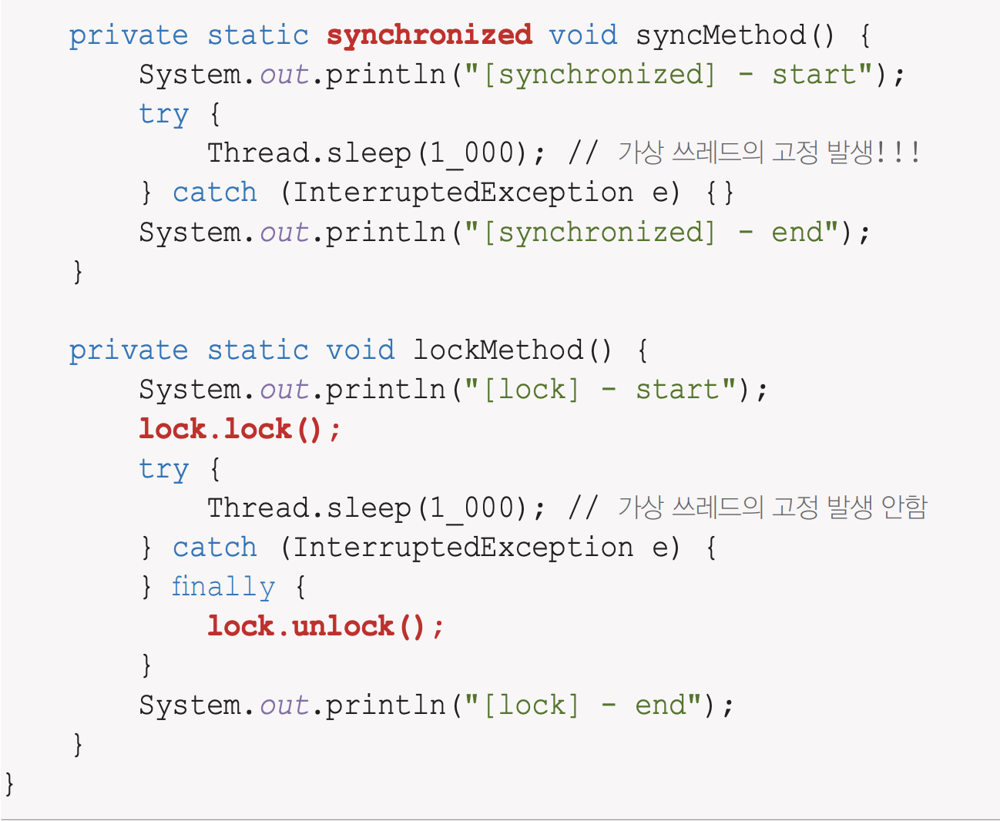 private static synchronized void syncMethod() {
System.out.println("[synchronized] - start");
try {
Thread.sleep(1_000); // 가상 쓰레드의 고정 발생!!!
} catch (InterruptedException e) {}
System.out.println("[synchronized] - end");
}
private static void lockMethod() {
System.out.println("[lock] - start");
lock.lock();
try {
Thread.sleep(1_000); // 가상 쓰레드의 고정 발생 안함
} catch (InterruptedException e) {
} finally {
lock.unlock();
}
System.out.println("[lock] - end");
}
}